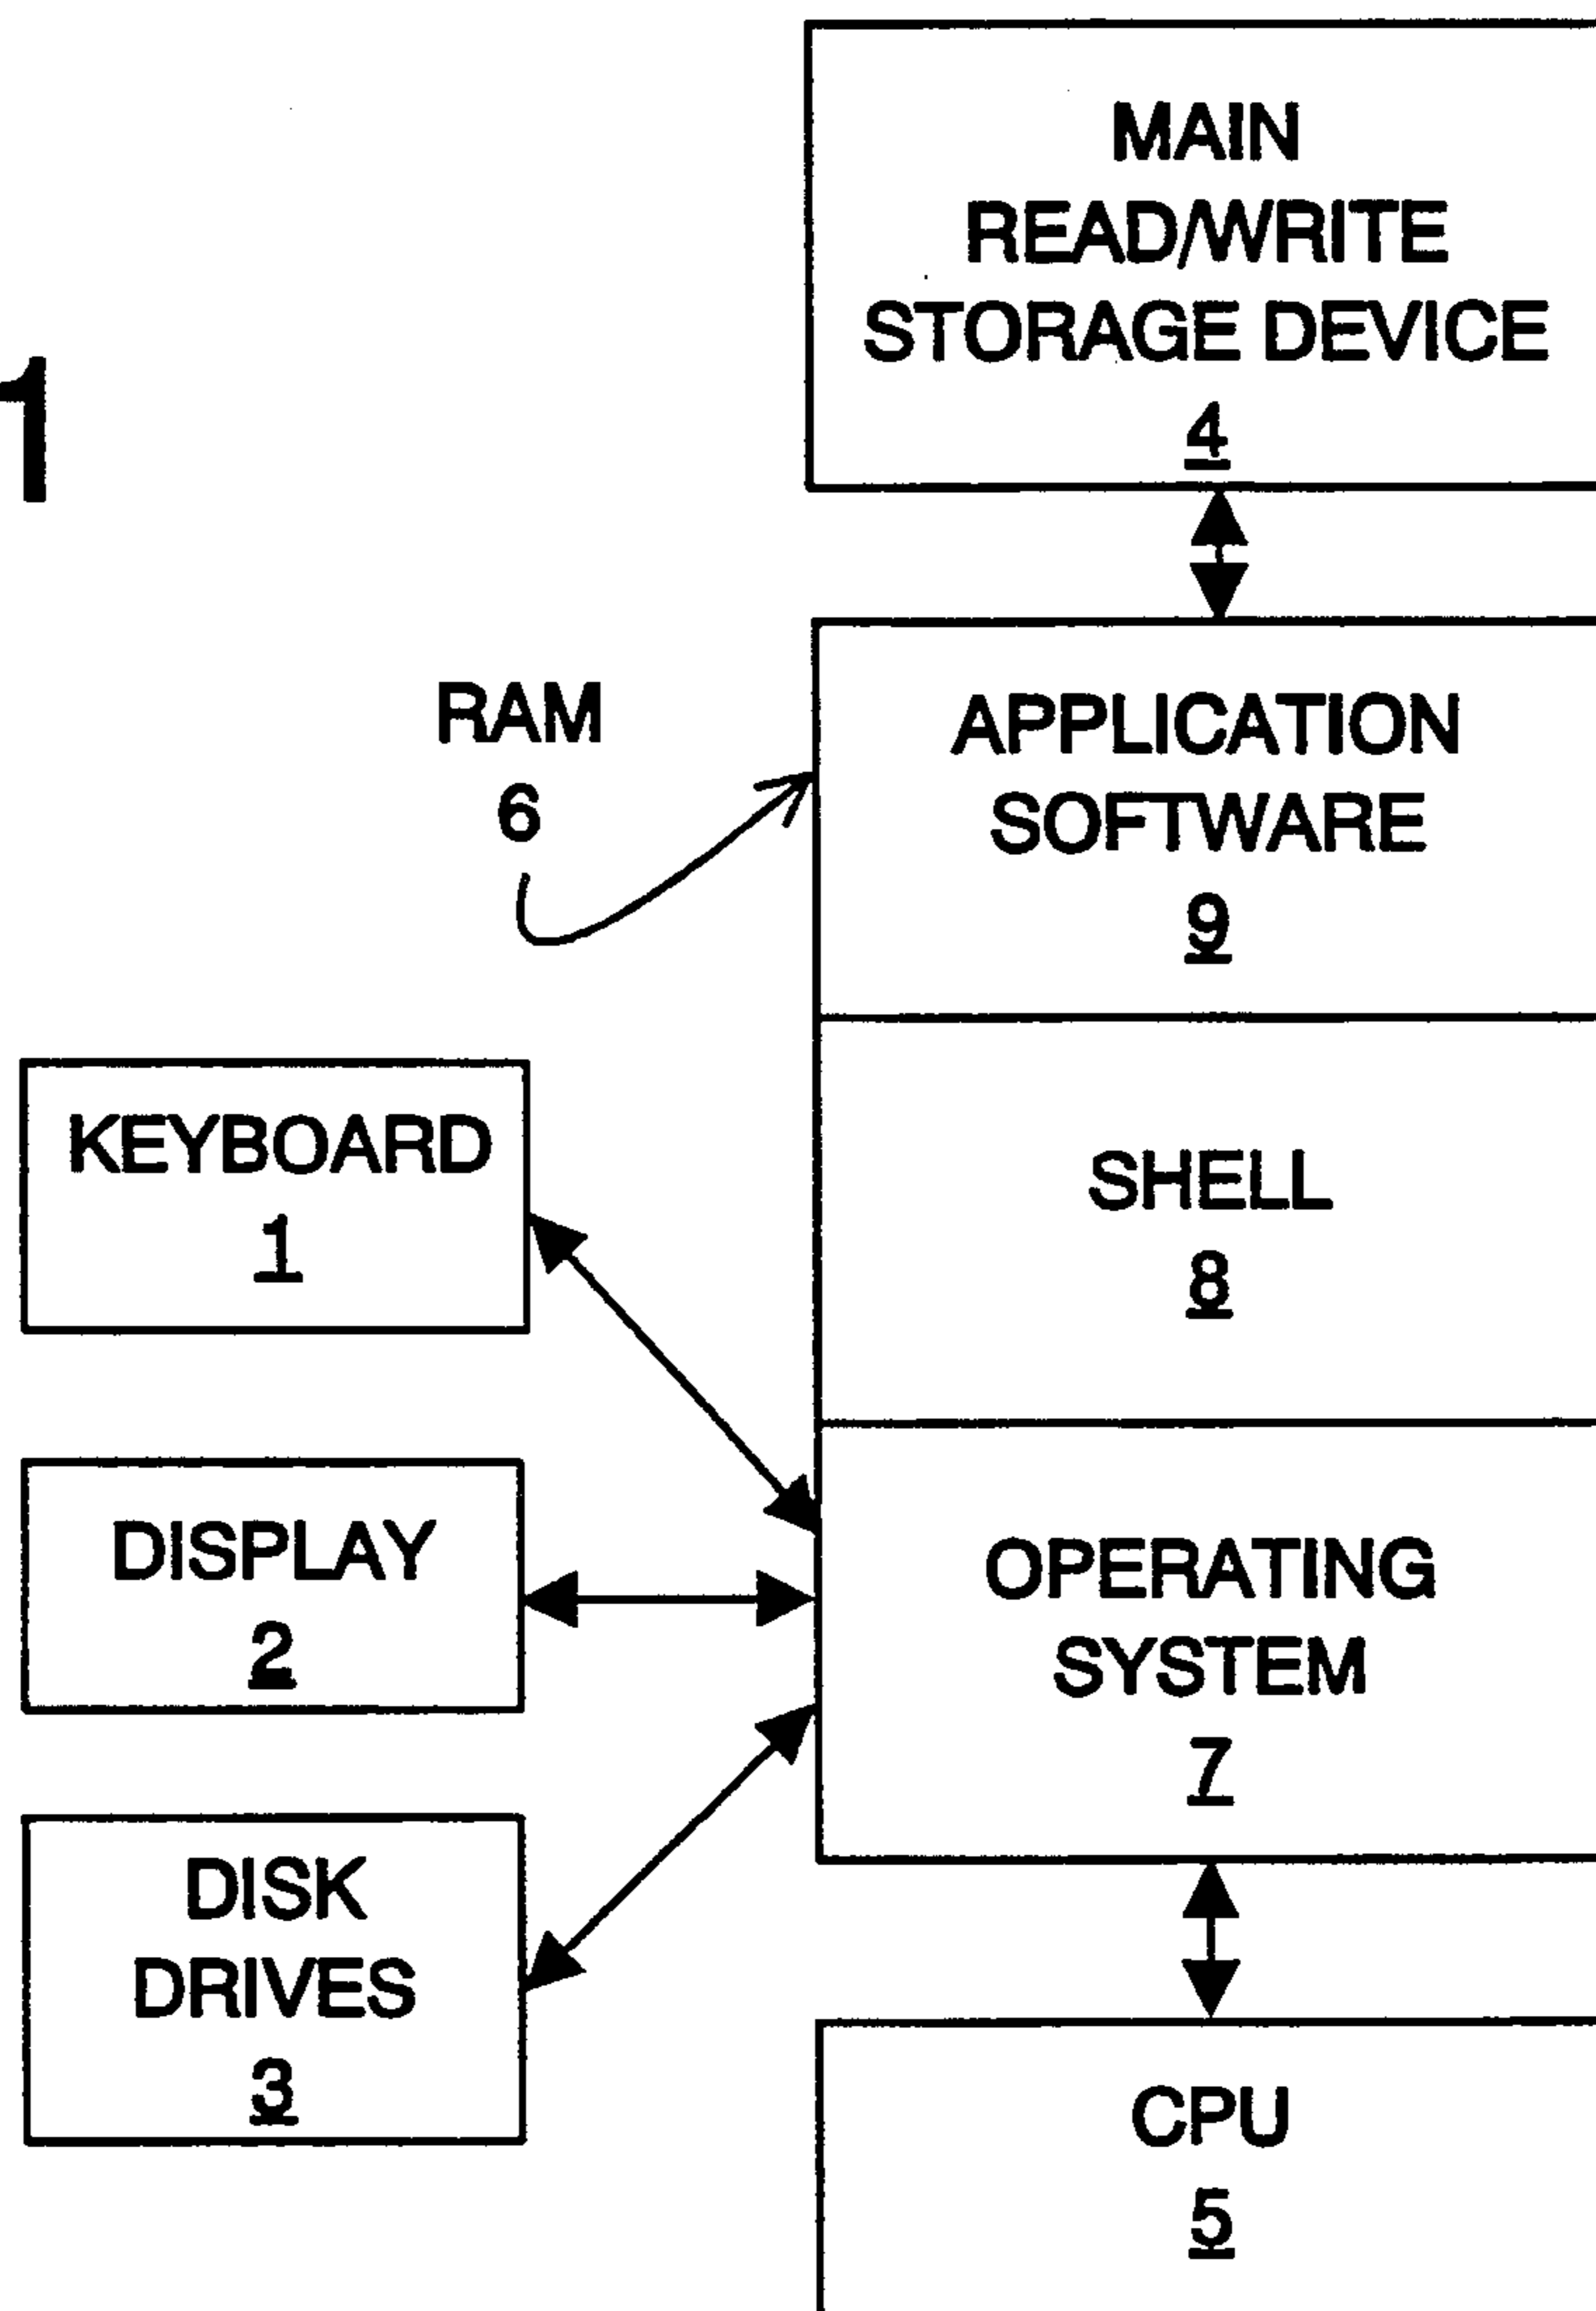 1
MAIN
READ/WRITE
STORAGE DEVICE
4
RAM
6
APPLICATION
SOFTWARE
9
SHELL
8
KEYBOARD
1
DISPLAY
2
DISK
DRIVES
3
OPERATING
SYSTEM
7
CPU
5